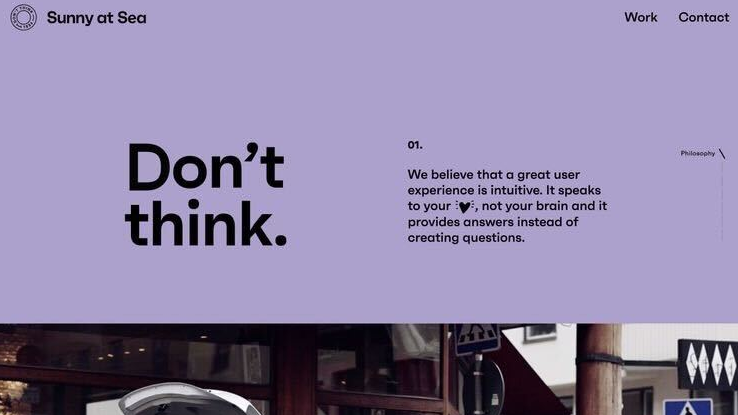 Sunny at Sea
Work
Contact
Don't
think.
01.
We believe that a great user
experience is intuitive. It speaks
to your , not your brain and it
provides answers instead of
creating questions.
Philosophy